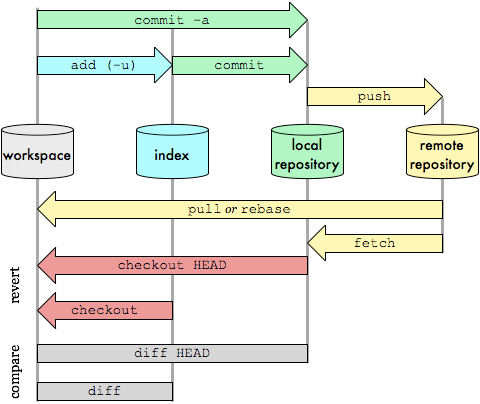 commit -a
add (-u)
commit
push
workspace
index
local
repository
remote
repository
pull or rebase
fetch
revert
checkout HEAD
checkout
compare
diff HEAD
diff